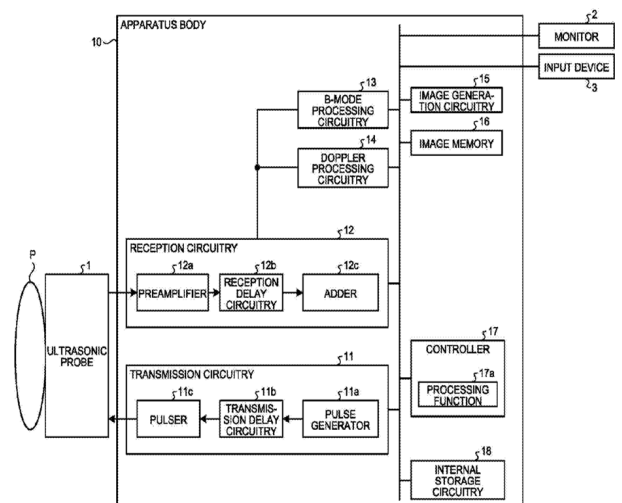 APPARATUS BODY
10
2
MONITOR
INPUT DEVICE
3
13
B-MODE
PROCESSING
CIRCUITRY
15
IMAGE GENERA-
TION CIRCUITRY
16
IMAGE MEMORY
14
DOPPLER
PROCESSING
CIRCUITRY
12
RECEPTION CIRCUITRY
12a
PREAMPLIFIER
12b
RECEPTION
DELAY
CIRCUITRY
12c
ADDER
P
1
ULTRASONIC
PROBE
11
TRANSMISSION CIRCUITRY
11c
PULSER
11b
TRANSMIS-
SION DELAY
CIRCUITRY
11a
PULSE
GENERATOR
17
CONTROLLER
17a
PROCESSING
FUNCTION
18
INTERNAL
STORAGE
CIRCUITRY